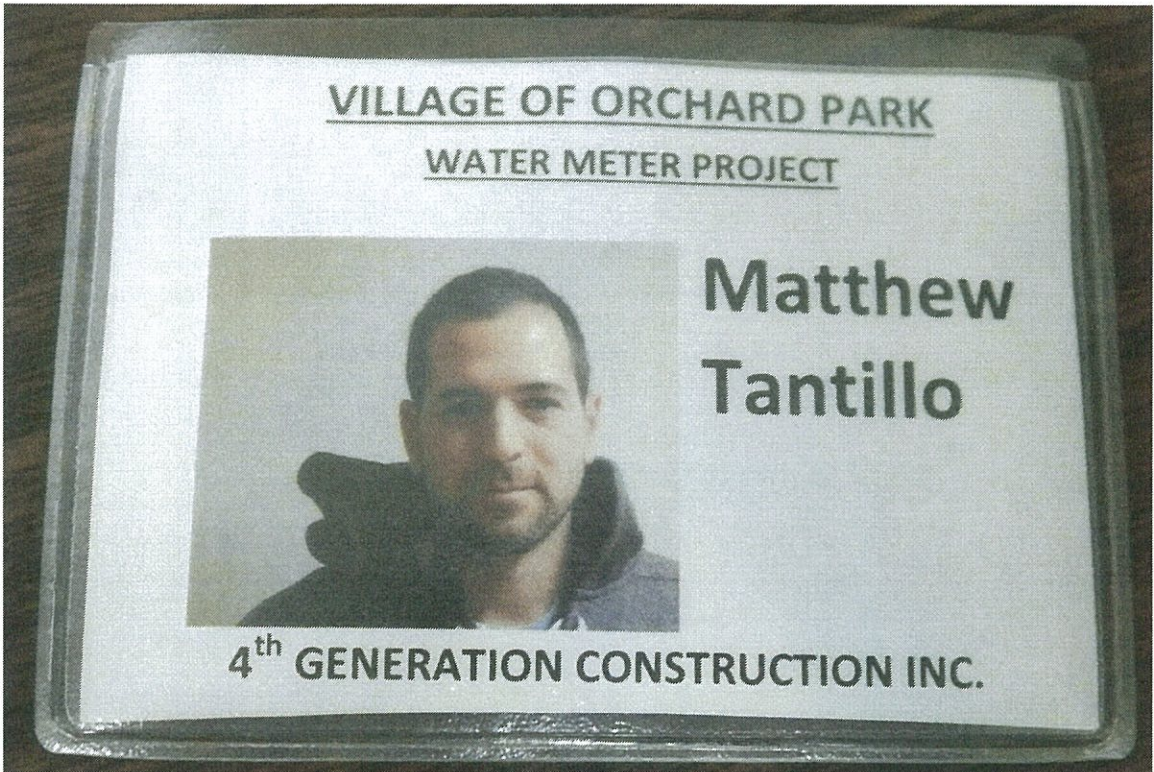 VILLAGE OF ORCHARD PARK
WATER METER PROJECT
Matthew
Tantillo
4th GENERATION CONSTRUCTION INC.